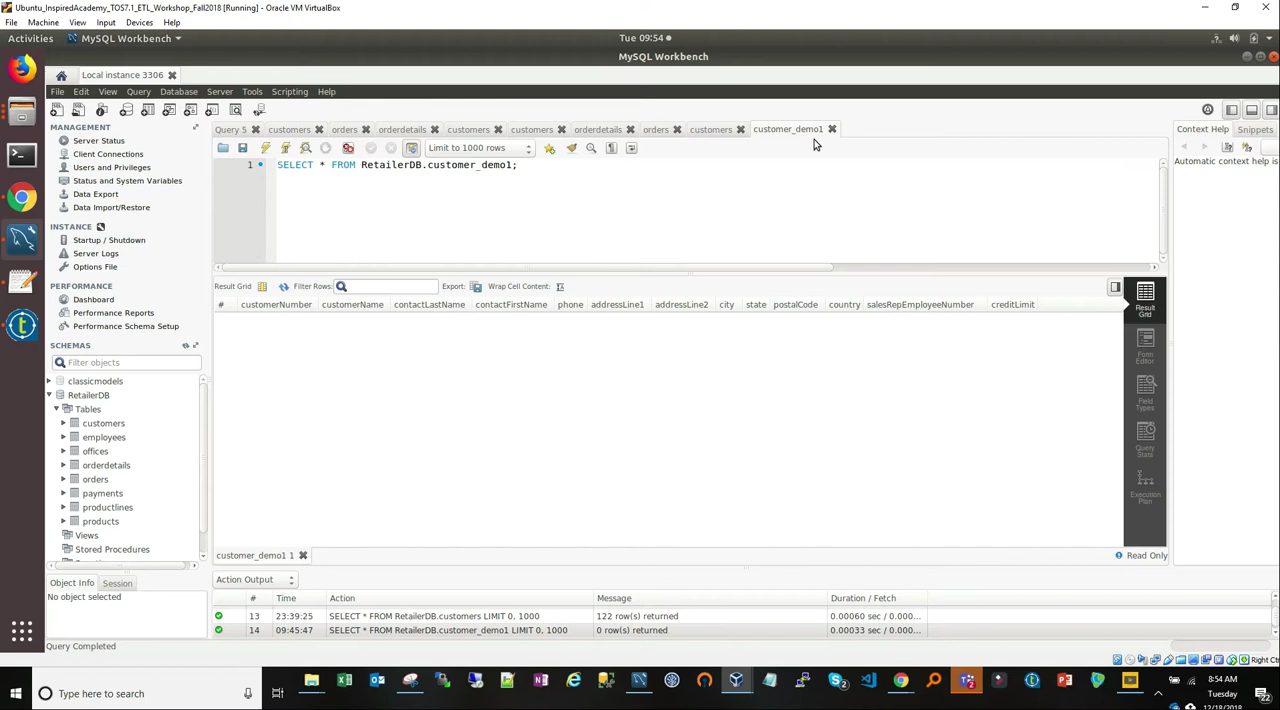 Ubuntu_InspiredAcademy_TOS7.1_ETL_Workshop_Fall2018 [Running] - Oracle VM VirtualBox
File Machine View Input Devices Help
Activities MySQL Workbench Tue 09:54
MySQL Workbench
Local instance 3306
File Edit View Query Database Server Tools Scripting Help
MANAGEMENT
Server Status
Client Connections
Users and Privileges
Status and System Variables
Data Export
Data Import/Restore
INSTANCE
Startup / Shutdown
Server Logs
Options File
PERFORMANCE
Dashboard
Performance Reports
Performance Schema Setup
SCHEMAS
Filter objects
classicmodels
RetailerDB
Tables
customers
employees
offices
orderdetails
orders
payments
productlines
products
Views
Stored Procedures
Object Info Session
No object selected
Query 5 customers orders orderdetails customers customers orderdetails orders customers customer_demo1
Limit to 1000 rows
1 SELECT * FROM RetailerDB.customer_demo1;
Result Grid Filter Rows: Export: Wrap Cell Content:
# customerNumber customerName contactLastName contactFirstName phone addressLine1 addressLine2 city state postalCode country salesRepEmployeeNumber creditLimit
Result
Grid
Form
Editor
Field
Types
Query
Stats
Execution
Plan
customer_demo1 1
Read Only
Action Output
# Time Action Message Duration / Fetch
13 23:39:25 SELECT * FROM RetailerDB.customers LIMIT 0, 1000 122 row(s) returned 0.00060 sec / 0.000...
14 09:45:47 SELECT * FROM RetailerDB.customer_demo1 LIMIT 0, 1000 0 row(s) returned 0.00033 sec / 0.000...
Context Help Snippets
Automatic context help is
Query Completed
Right Ct
Type here to search
8:54 AM
Tuesday
12/18/2018
22